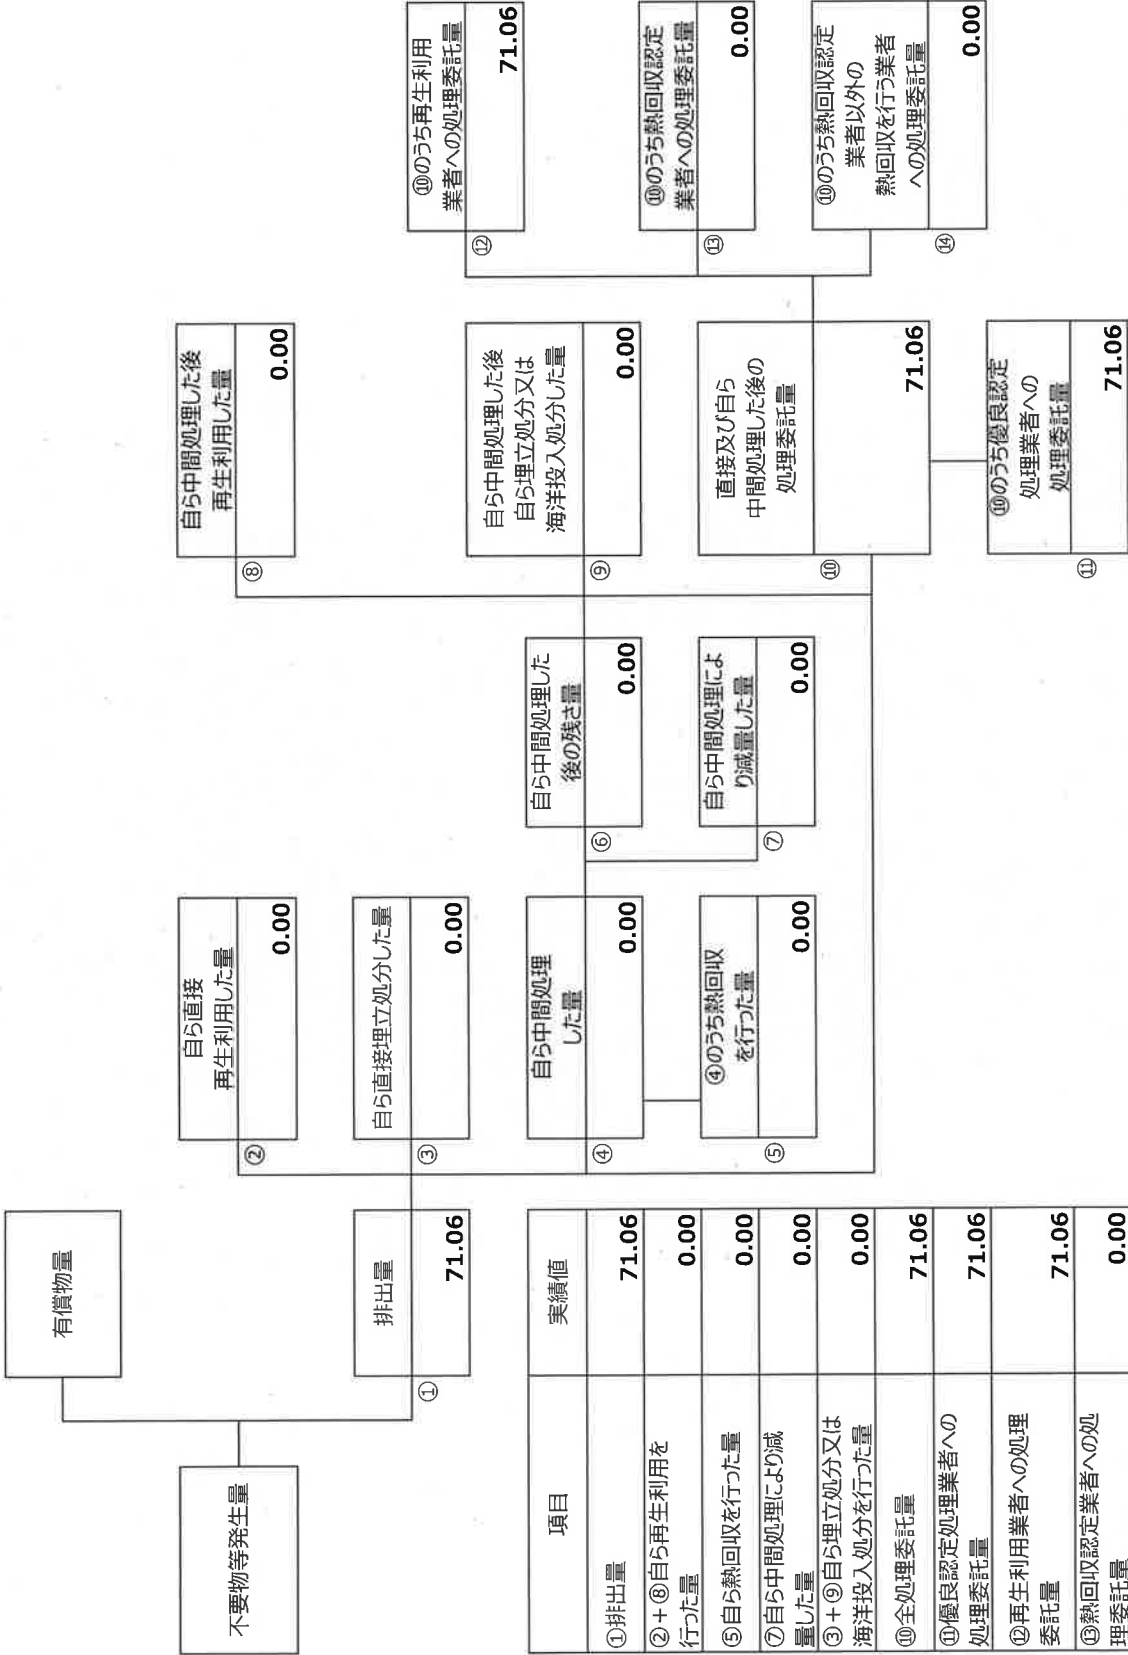 有償物量
不要物等発生量
排出量
①
71.06
自ら直接
再生利用した量
②
0.00
自ら直接埋立処分した量
③
0.00
自ら中間処理
した量
④
0.00
④のうち熱回収
を行った量
⑤
0.00
自ら中間処理した
後の残さ量
⑥
0.00
自ら中間処理によ
り減量した量
⑦
0.00
自ら中間処理した後
再生利用した量
⑧
0.00
自ら中間処理した後
自ら埋立処分又は
海洋投入処分した量
⑨
0.00
直接及び自ら
中間処理した後の
処理委託量
⑩
71.06
⑩のうち優良認定
処理業者への
処理委託量
⑪
71.06
⑩のうち再生利用
業者への処理委託量
⑫
71.06
⑩のうち熱回収認定
業者への処理委託量
⑬
0.00
⑩のうち熱回収認定
業者以外の
熱回収を行う業者
への処理委託量
⑭
0.00
項目 実績値
①排出量 71.06
②+⑧自ら再生利用を
行った量 0.00
⑤自ら熱回収を行った量 0.00
⑦自ら中間処理により減
量した量 0.00
③+⑨自ら埋立処分又は
海洋投入処分を行った量 0.00
⑩全処理委託量 71.06
⑪優良認定処理業者への
処理委託量 71.06
⑫再生利用業者への処理
委託量 71.06
⑬熱回収認定業者への処
理委託量 0.00